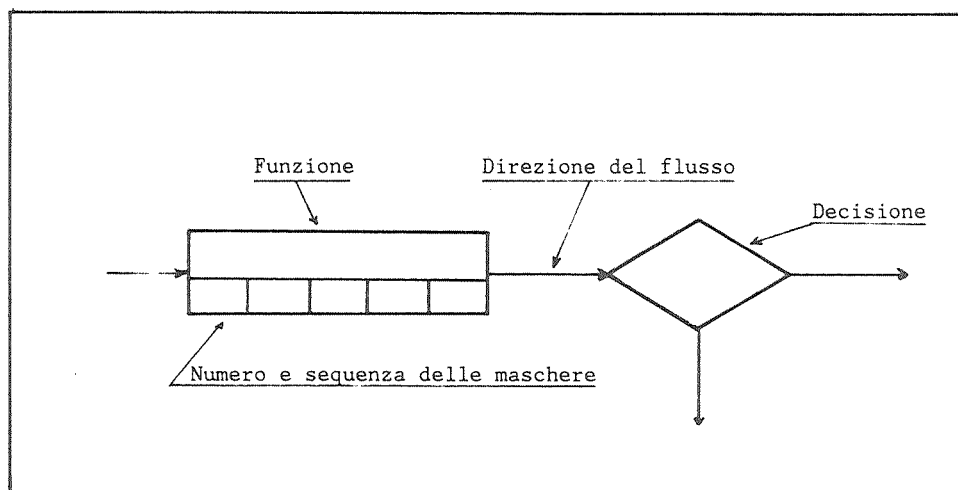 Funzione
Direzione del flusso
Decisione
Numero e sequenza delle maschere